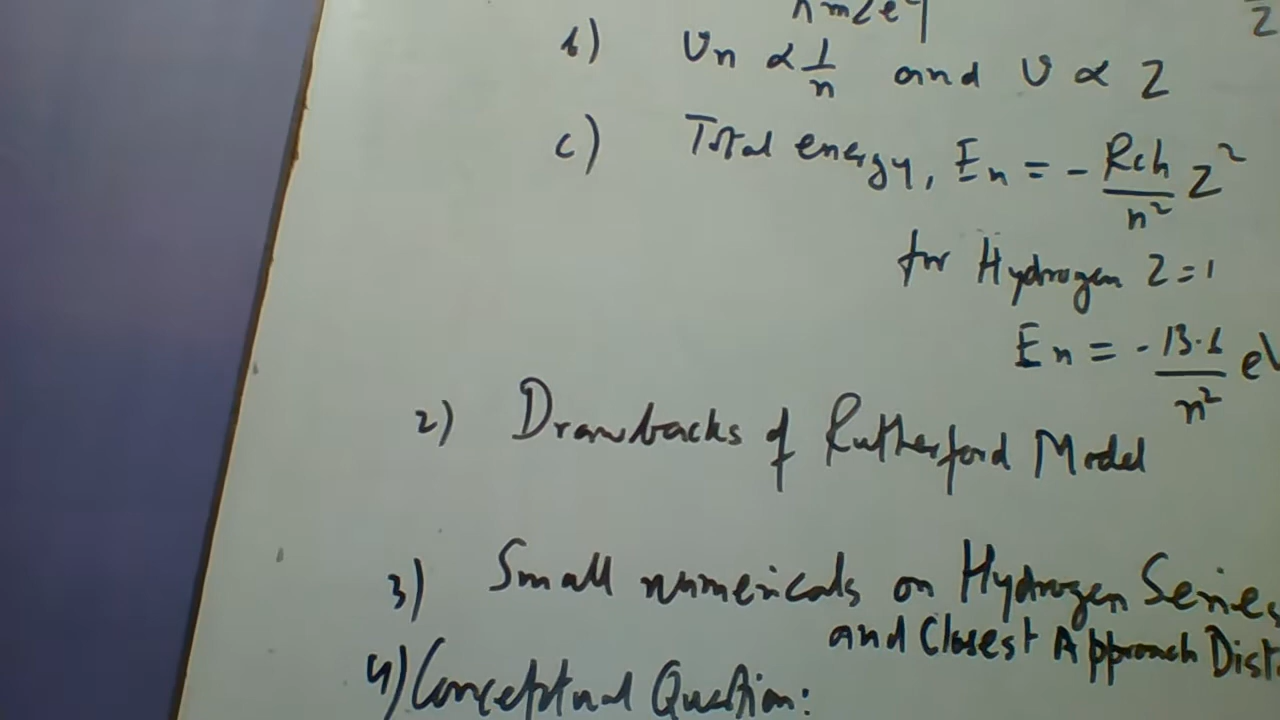 b) Vn ∝ 1/n and V ∝ Z
c) Total energy, En = - Rch/n² Z²
for Hydrogen Z=1
En = - 13.6/n² eV
2) Drawbacks of Rutherford Model
3) Small numericals on Hydrogen Series
and Closest Approach Dist
4) Conceptual Question: